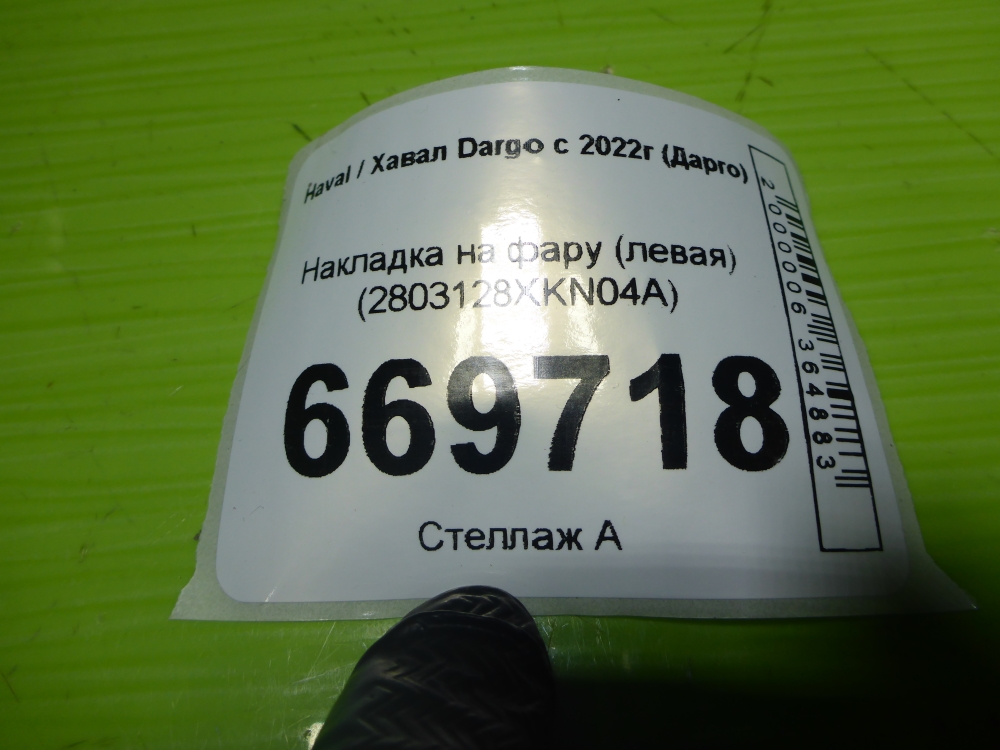 Haval / Хавал Dargo с 2022г (Дарго)
Накладка на фару (левая)
(2803128XKN04A)
669718
Стеллаж А
2000006364883